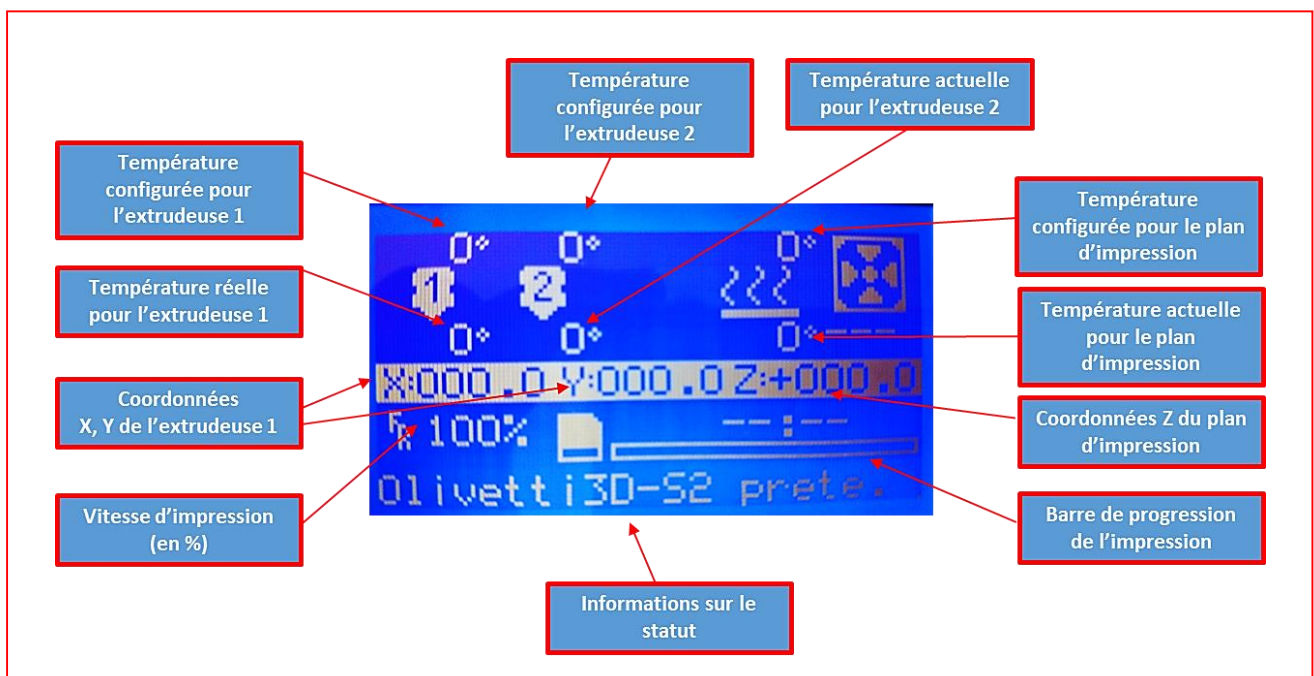 Température
configurée pour
l'extrudeuse 2
Température actuelle
pour l'extrudeuse 2
Température
configurée pour
l'extrudeuse 1
Température
configurée pour le plan
d'impression
Température réelle
pour l'extrudeuse 1
Température actuelle
pour le plan
d'impression
Coordonnées
X, Y de l'extrudeuse 1
Coordonnées Z du plan
d'impression
Vitesse d'impression
(en %)
Barre de progression
de l'impression
Informations sur le
statut
0° 0° 0°
1 2
0° 0° 0°---
X:000.0 Y:000.0 Z:+000.0
100% --:--
Olivetti3D-S2 prete.